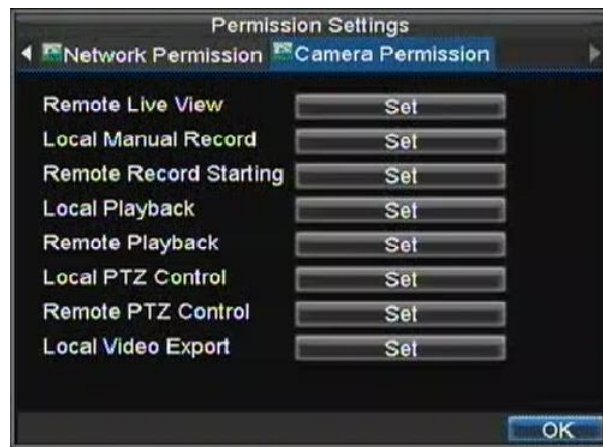 Permission Settings
Network Permission Camera Permission
Remote Live View Set
Local Manual Record Set
Remote Record Starting Set
Local Playback Set
Remote Playback Set
Local PTZ Control Set
Remote PTZ Control Set
Local Video Export Set
OK